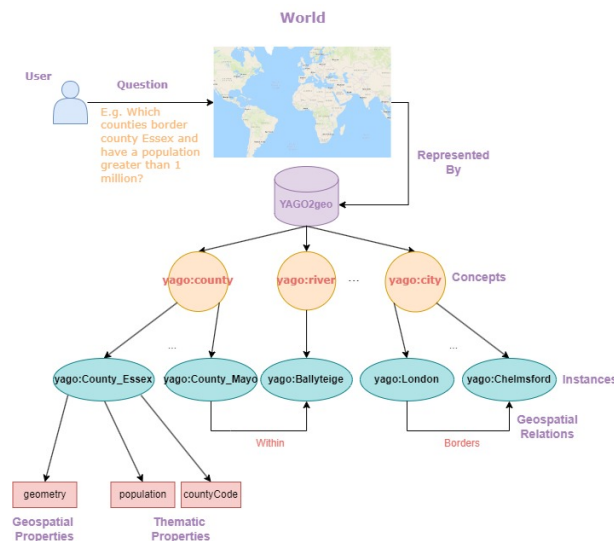 World
User
Question
E.g. Which
counties border
county Essex and
have a population
greater than 1
million?
Represented
By
YAGO2geo
yago:county
yago:river
...
yago:city
Concepts
...
...
yago:County_Essex
yago:County_Mayo
yago:Ballyteige
yago:London
yago:Chelmsford
Instances
Geospatial
Relations
Within
Borders
geometry
population
countyCode
Geospatial
Properties
Thematic
Properties